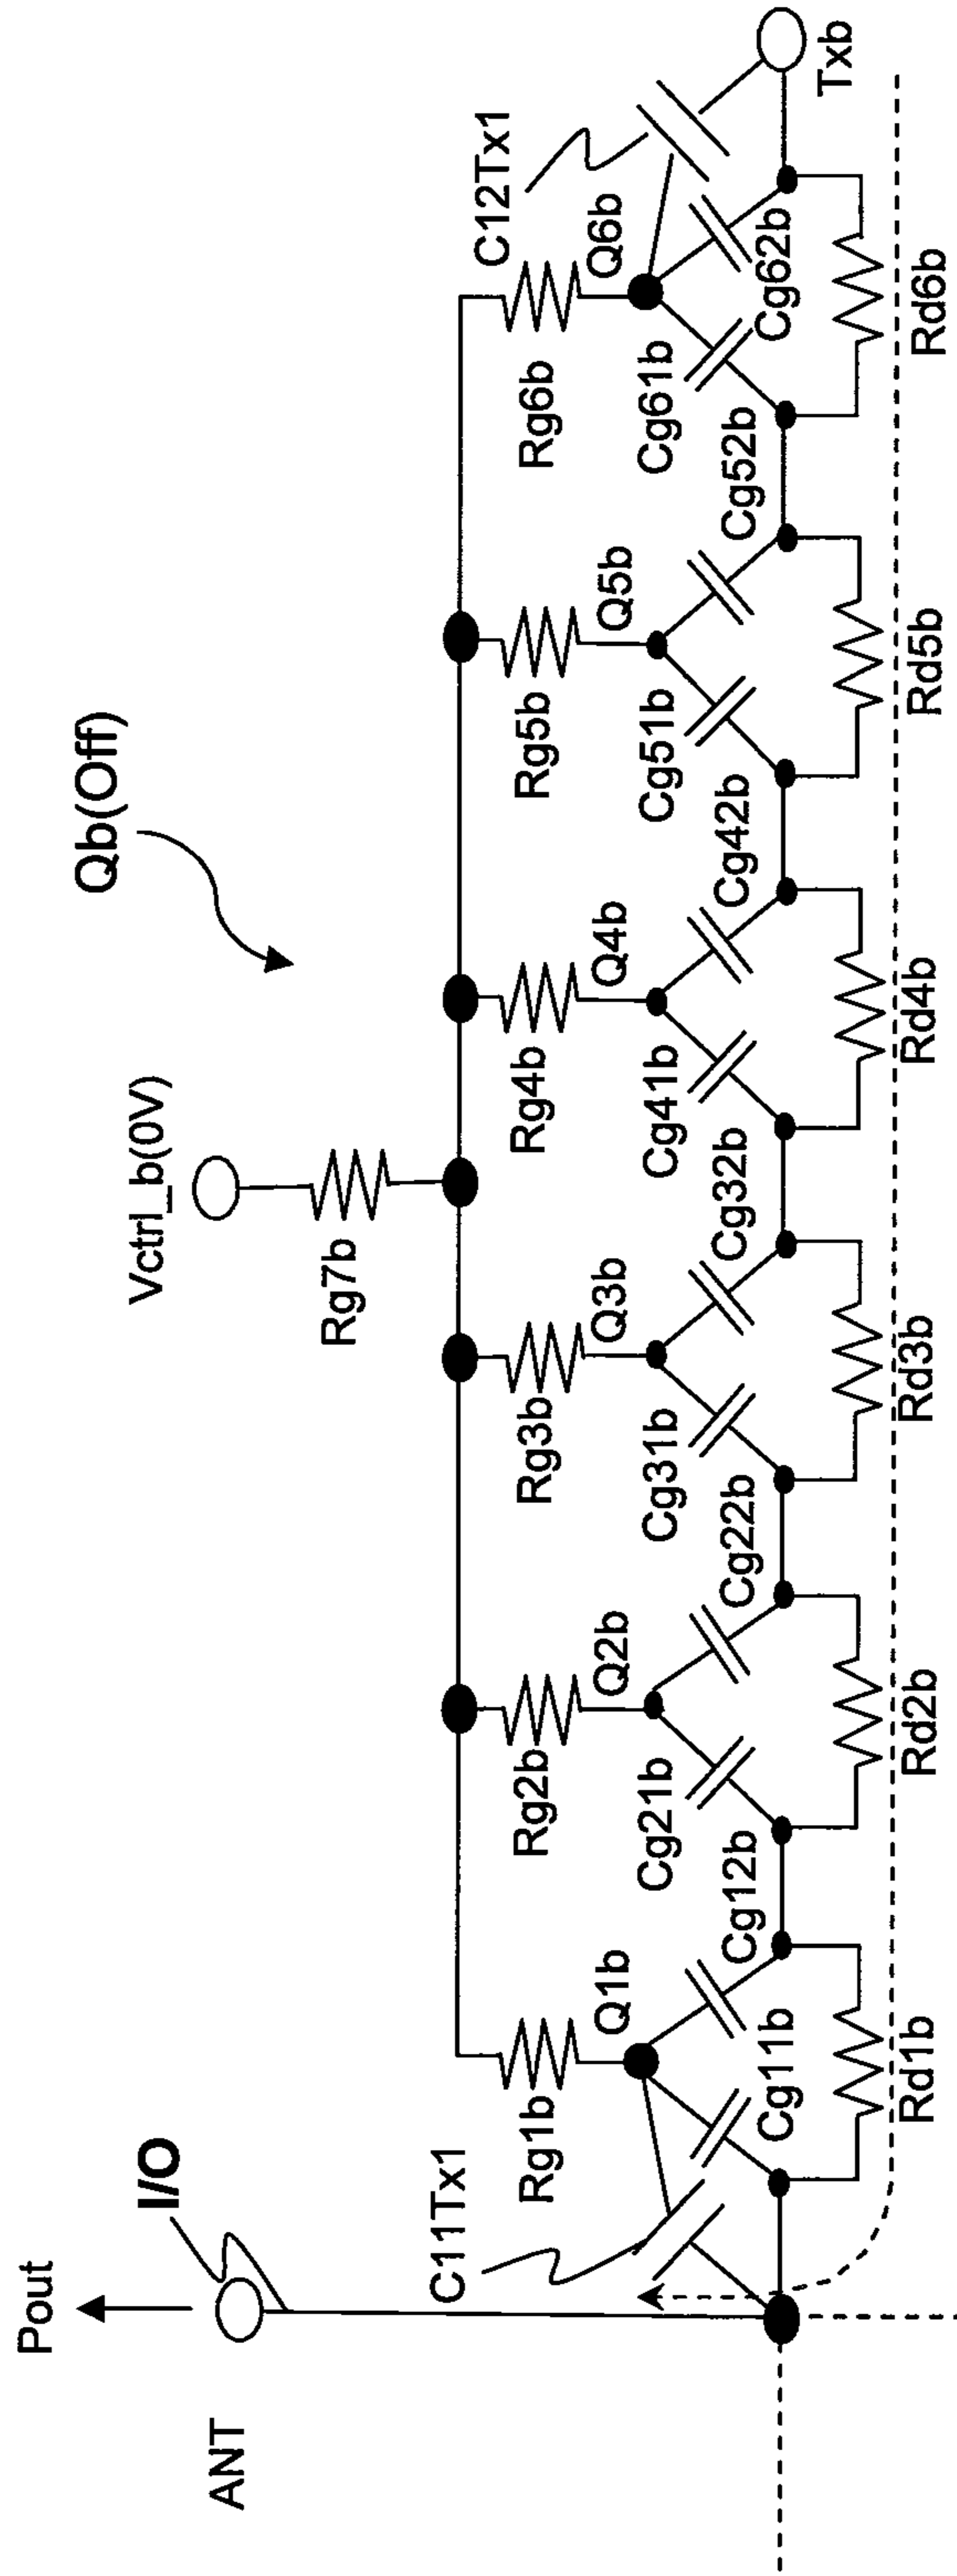 Pout
I/O
ANT
Qb(Off)
Vctrl_b(0V)
Rg7b
Rg1b
Rg2b
Rg3b
Rg4b
Rg5b
Rg6b
C11Tx1
C12Tx1
Q1b
Q2b
Q3b
Q4b
Q5b
Q6b
Cg11b
Cg12b
Cg21b
Cg22b
Cg31b
Cg32b
Cg41b
Cg42b
Cg51b
Cg52b
Cg61b
Cg62b
Txb
Rd1b
Rd2b
Rd3b
Rd4b
Rd5b
Rd6b